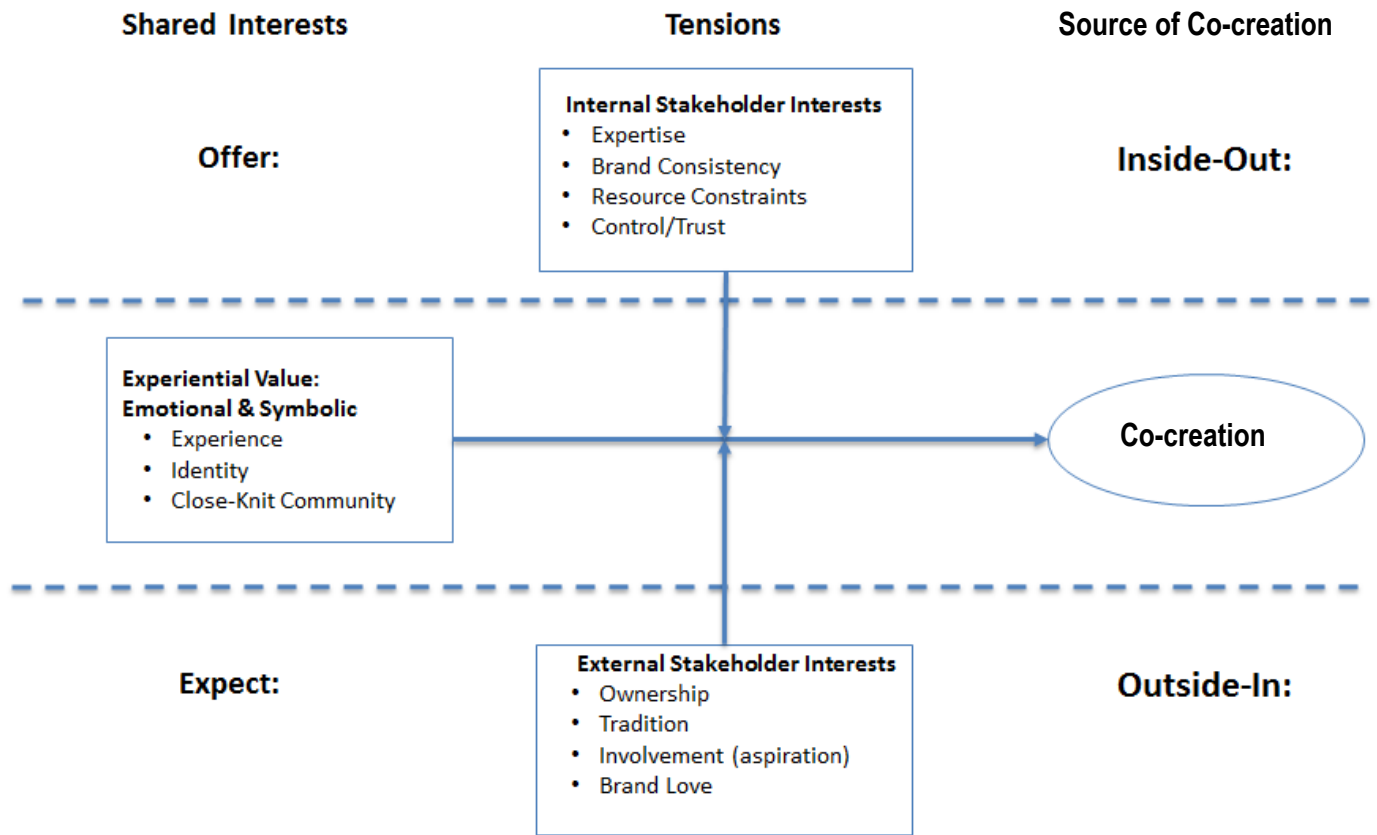 Shared Interests
Tensions
Source of Co-creation
Offer:
Internal Stakeholder Interests
• Expertise
• Brand Consistency
• Resource Constraints
• Control/Trust
Inside-Out:
Experiential Value:
Emotional & Symbolic
• Experience
• Identity
• Close-Knit Community
Co-creation
Expect:
External Stakeholder Interests
• Ownership
• Tradition
• Involvement (aspiration)
• Brand Love
Outside-In: